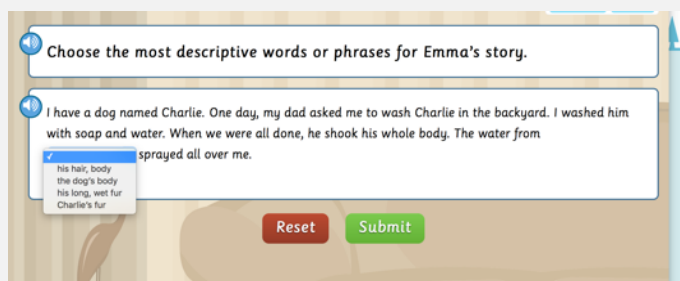 Choose the most descriptive words or phrases for Emma's story.
I have a dog named Charlie. One day, my dad asked me to wash Charlie in the backyard. I washed him
with soap and water. When we were all done, he shook his whole body. The water from
sprayed all over me.
his hair, body
the dog's body
his long, wet fur
Charlie's fur
Reset Submit